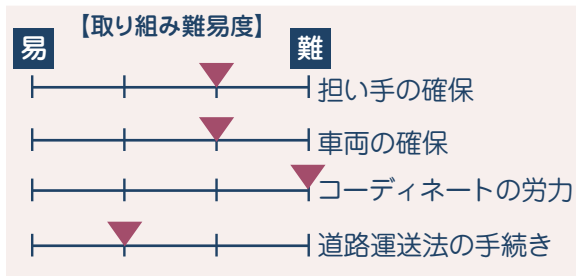 【取り組み難易度】
易
難
担い手の確保
車両の確保
コーディネートの労力
道路運送法の手続き